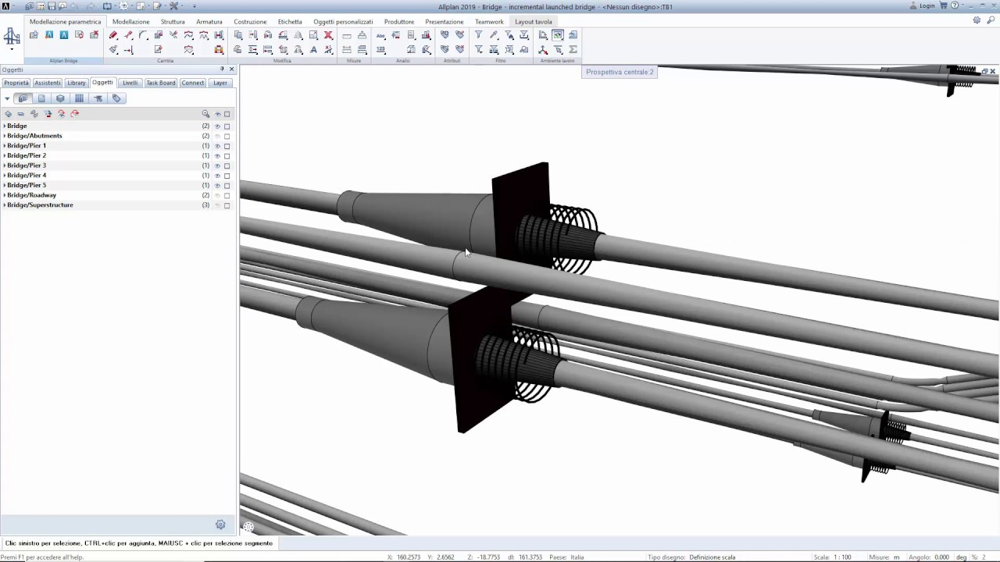 Allplan 2019 - Bridge - incremental launched bridge - <Nessun disegno>:TB1
Login
Modellazione parametrica Modellazione Struttura Armatura Costruzione Etichetta Oggetti personalizzati Produttore Presentazione Teamwork Layout tavola
Allplan Bridge Cambia Modifica Misure Analisi Attributi Filtro Ambiente lavoro
Oggetti
Prospettiva centrale:2
Proprietà Assistenti Library Oggetti Livelli Task Board Connect Layer
Bridge (2)
Bridge/Abutments (2)
Bridge/Pier 1 (1)
Bridge/Pier 2 (1)
Bridge/Pier 3 (1)
Bridge/Pier 4 (1)
Bridge/Pier 5 (1)
Bridge/Roadway (2)
Bridge/Superstructure (3)
Clic sinistro per selezione, CTRL+clic per aggiunta, MAIUSC + clic per selezione segmento
Premi F1 per accedere all'help. X: 160.2573 Y: 2.6562 Z: -18.7753 dl: 161.3753 Paese: Italia Tipo disegno: Definizione scala Scala: 1 : 100 Misure: m Angolo: 0.000 deg %: 2